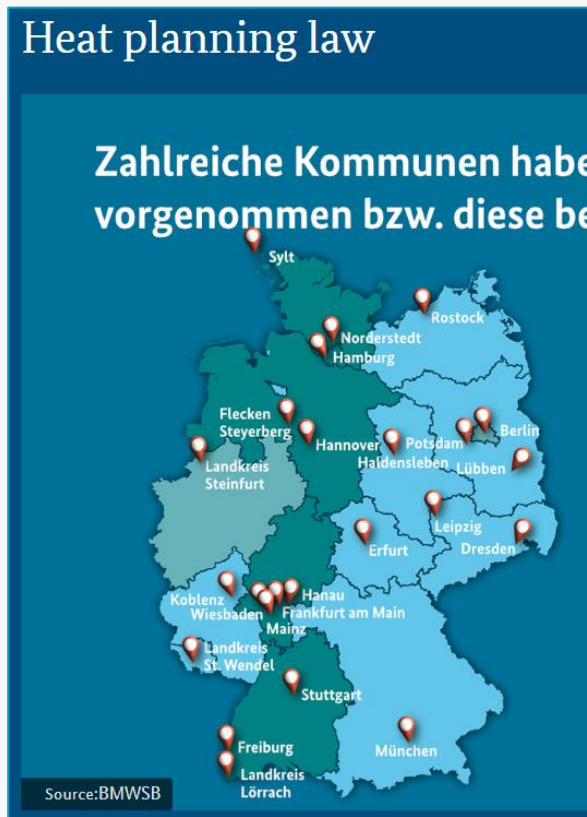 Heat planning law
Zahlreiche Kommunen habe
vorgenommen bzw. diese be
Sylt
Rostock
Norderstedt
Hamburg
Flecken
Steyerberg
Hannover
Potsdam
Berlin
Haldensleben
Lübben
Landkreis
Steinfurt
Leipzig
Erfurt
Dresden
Koblenz
Hanau
Wiesbaden
Frankfurt am Main
Mainz
Landkreis
St. Wendel
Stuttgart
Freiburg
München
Landkreis
Lörrach
Source:BMWSB